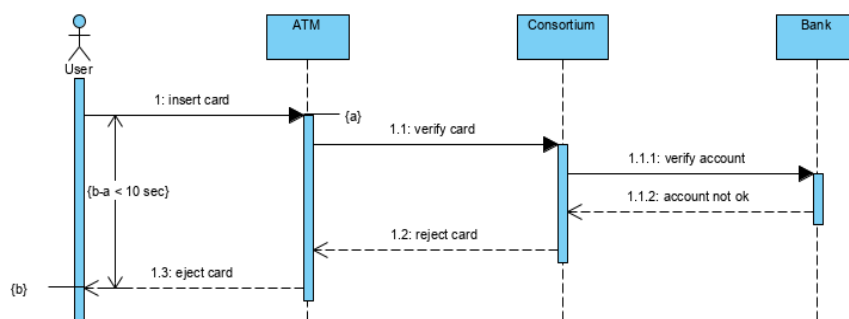 ATM
Consortium
Bank
User
1: insert card
{a}
1.1: verify card
1.1.1: verify account
{b-a < 10 sec}
1.1.2: account not ok
1.2: reject card
1.3: eject card
{b}